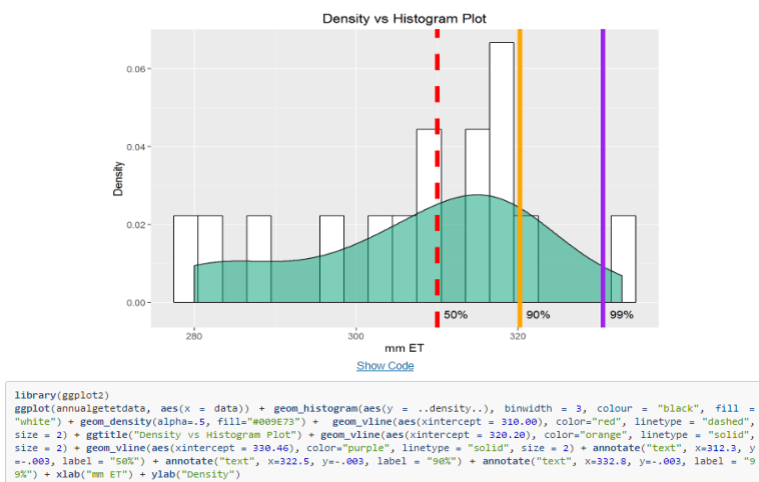 Density vs Histogram Plot
Density
0.06
0.04
0.02
0.00
50%
90%
99%
280
300
320
mm ET
Show Code
library(ggplot2)
ggplot(annualgetetdata, aes(x = data)) + geom_histogram(aes(y = ..density..), binwidth = 3, colour = "black", fill =
"white") + geom_density(alpha=.5, fill="#009E73") +  geom_vline(aes(xintercept = 310.00), color="red", linetype = "dashed",
size = 2) + ggtitle("Density vs Histogram Plot") + geom_vline(aes(xintercept = 320.20), color="orange", linetype = "solid",
size = 2) + geom_vline(aes(xintercept = 330.46), color="purple", linetype = "solid", size = 2) + annotate("text", x=312.3, y
=-.003, label = "50%") + annotate("text", x=322.5, y=-.003, label = "90%") + annotate("text", x=332.8, y=-.003, label = "9
9%") + xlab("mm ET") + ylab("Density")